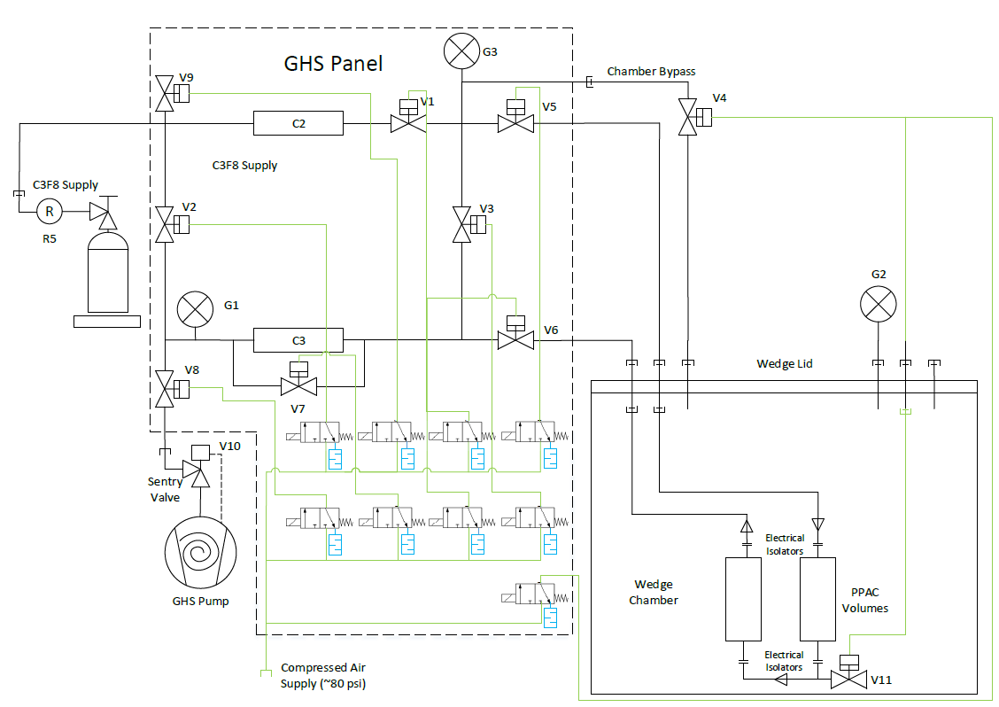 G3
GHS Panel
Chamber Bypass
V9
V1
V5
V4
C2
C3F8 Supply
C3F8 Supply
V2
V3
R
R5
G2
G1
V6
C3
Wedge Lid
V8
V7
V10
Sentry
Valve
Electrical
Isolators
Wedge
Chamber
PPAC
Volumes
GHS Pump
Electrical
Isolators
Compressed Air
Supply (~80 psi)
V11